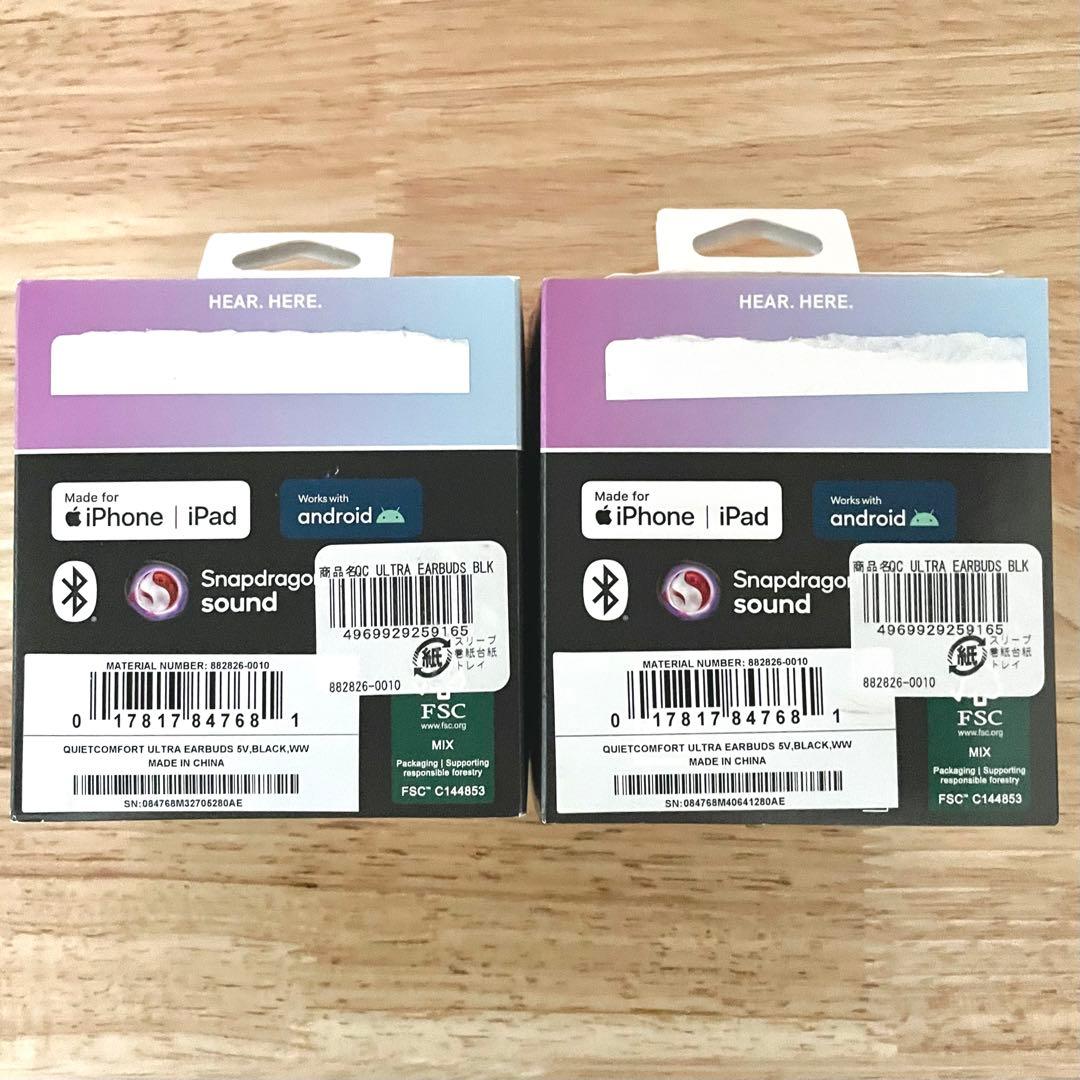 HEAR. HERE.
Made for
iPhone | iPad
Works with
android
Snapdrago
sound
商品名QC ULTRA EARBUDS BLK
4969929259165
紙
スリーブ
巻紙台紙
トレイ
882826-0010
MATERIAL NUMBER: 882826-0010
0 17817 84768 1
QUIETCOMFORT ULTRA EARBUDS 5V,BLACK,WW
MADE IN CHINA
SN:084768M32705280AE
FSC
www.fsc.org
MIX
Packaging | Supporting
responsible forestry
FSC™ C144853
HEAR. HERE.
Made for
iPhone | iPad
Works with
android
Snapdrago
sound
商品名QC ULTRA EARBUDS BLK
4969929259165
紙
スリーブ
巻紙台紙
トレイ
882826-0010
MATERIAL NUMBER: 882826-0010
0 17817 84768 1
QUIETCOMFORT ULTRA EARBUDS 5V,BLACK,WW
MADE IN CHINA
SN:084768M40641280AE
FSC
www.fsc.org
MIX
Packaging | Supporting
responsible forestry
FSC™ C144853